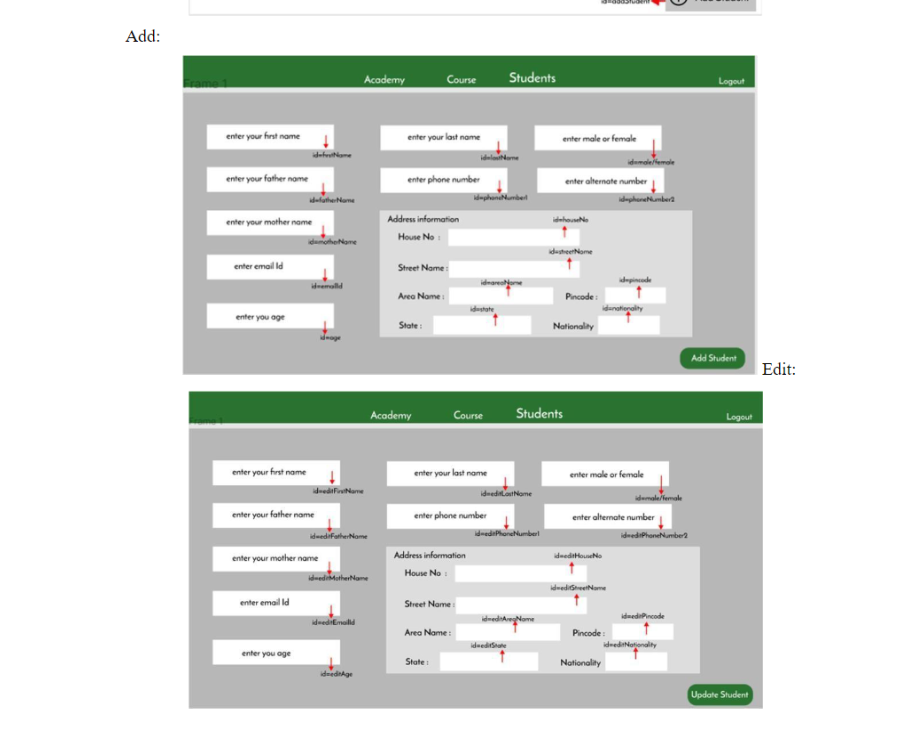 id=addStudent Add Student
Add:
Frame 1
Academy Course Students Logout
enter your first name enter your last name enter male or female
id=firstName id=lastName id=male/female
enter your father name enter phone number enter alternate number
id=fatherName id=phoneNumber1 id=phoneNumber2
enter your mother name Address information id=houseNo
House No :
id=motherName id=streetName
enter email Id Street Name :
id=emailId id=areaName id=pincode
Area Name : Pincode :
enter you age id=state id=nationality
State : Nationality
id=age
Add Student
Edit:
Frame 1
Academy Course Students Logout
enter your first name enter your last name enter male or female
id=editFirstName id=editLastName id=male/female
enter your father name enter phone number enter alternate number
id=editFatherName id=editPhoneNumber1 id=editPhoneNumber2
enter your mother name Address information id=editHouseNo
House No :
id=editMotherName id=editStreetName
enter email Id Street Name :
id=editEmailId id=editAreaName id=editPincode
Area Name : Pincode :
enter you age id=editState id=editNationality
State : Nationality
id=editAge
Update Student